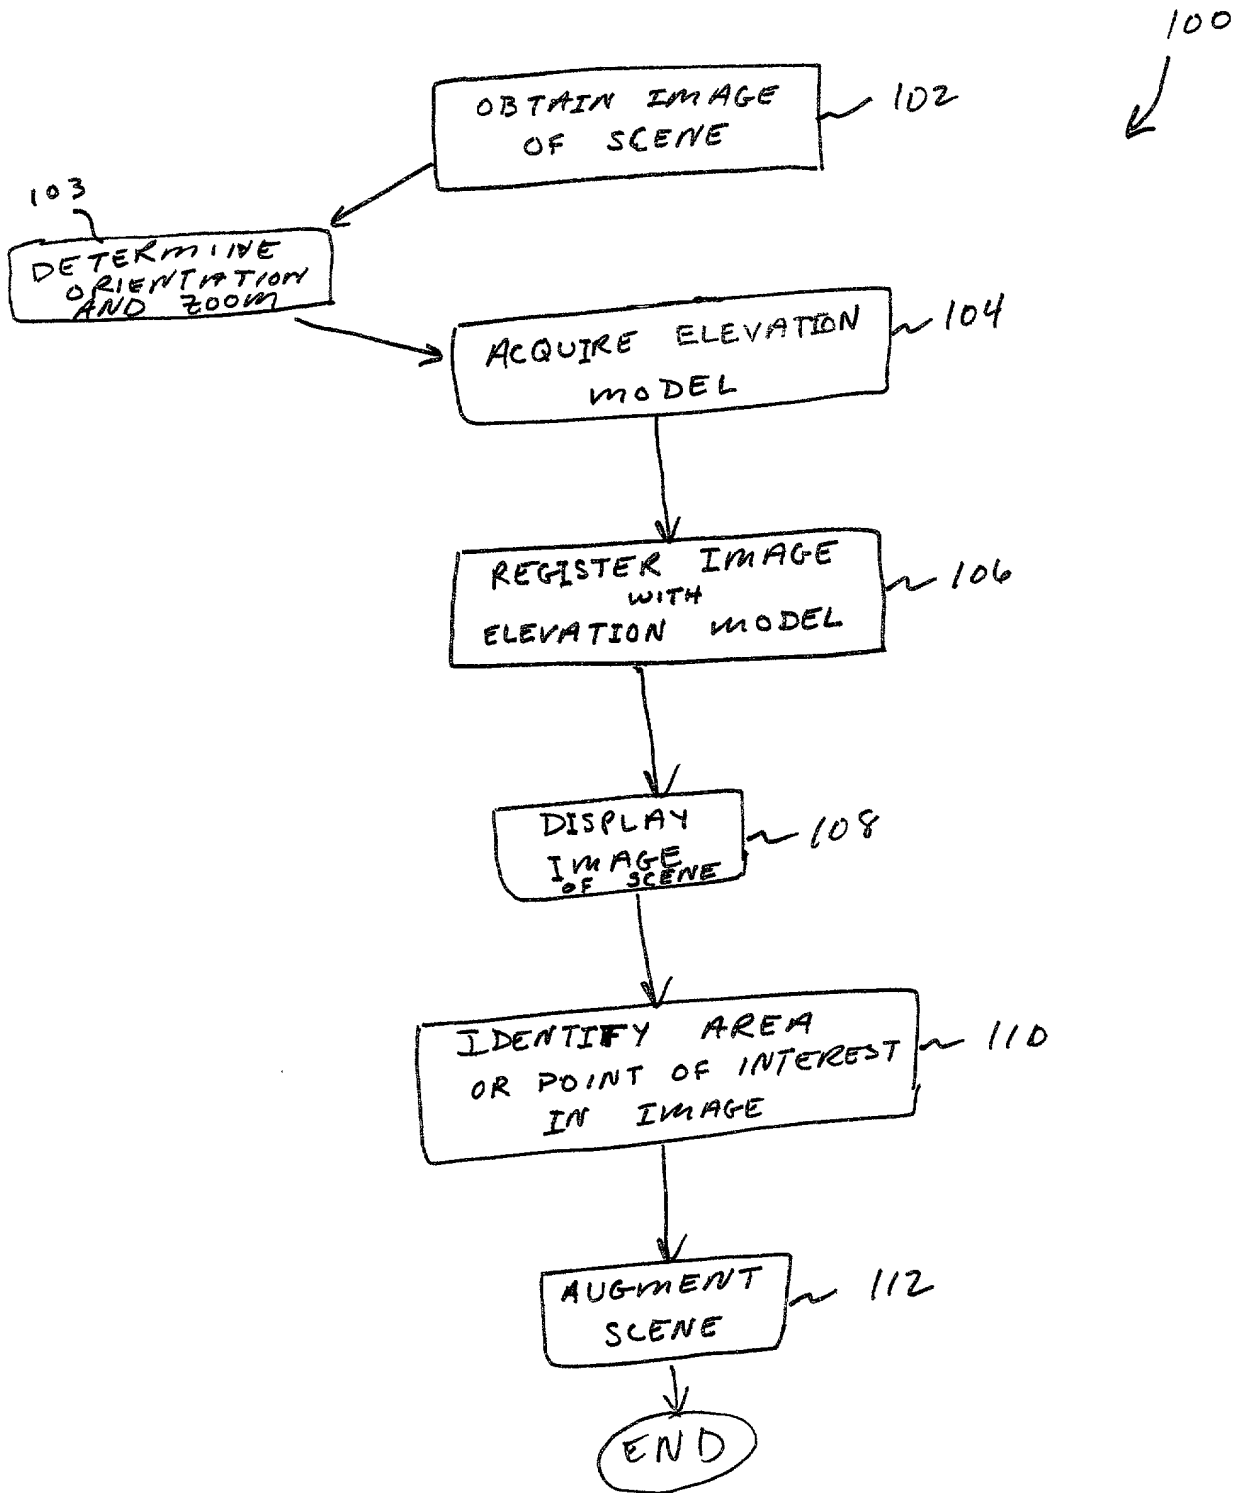 100
OBTAIN IMAGE
OF SCENE
102
103
DETERMINE
ORIENTATION
AND ZOOM
ACQUIRE ELEVATION
MODEL
104
REGISTER IMAGE
WITH
ELEVATION MODEL
106
DISPLAY
IMAGE
OF SCENE
108
IDENTIFY AREA
OR POINT OF INTEREST
IN IMAGE
110
AUGMENT
SCENE
112
END